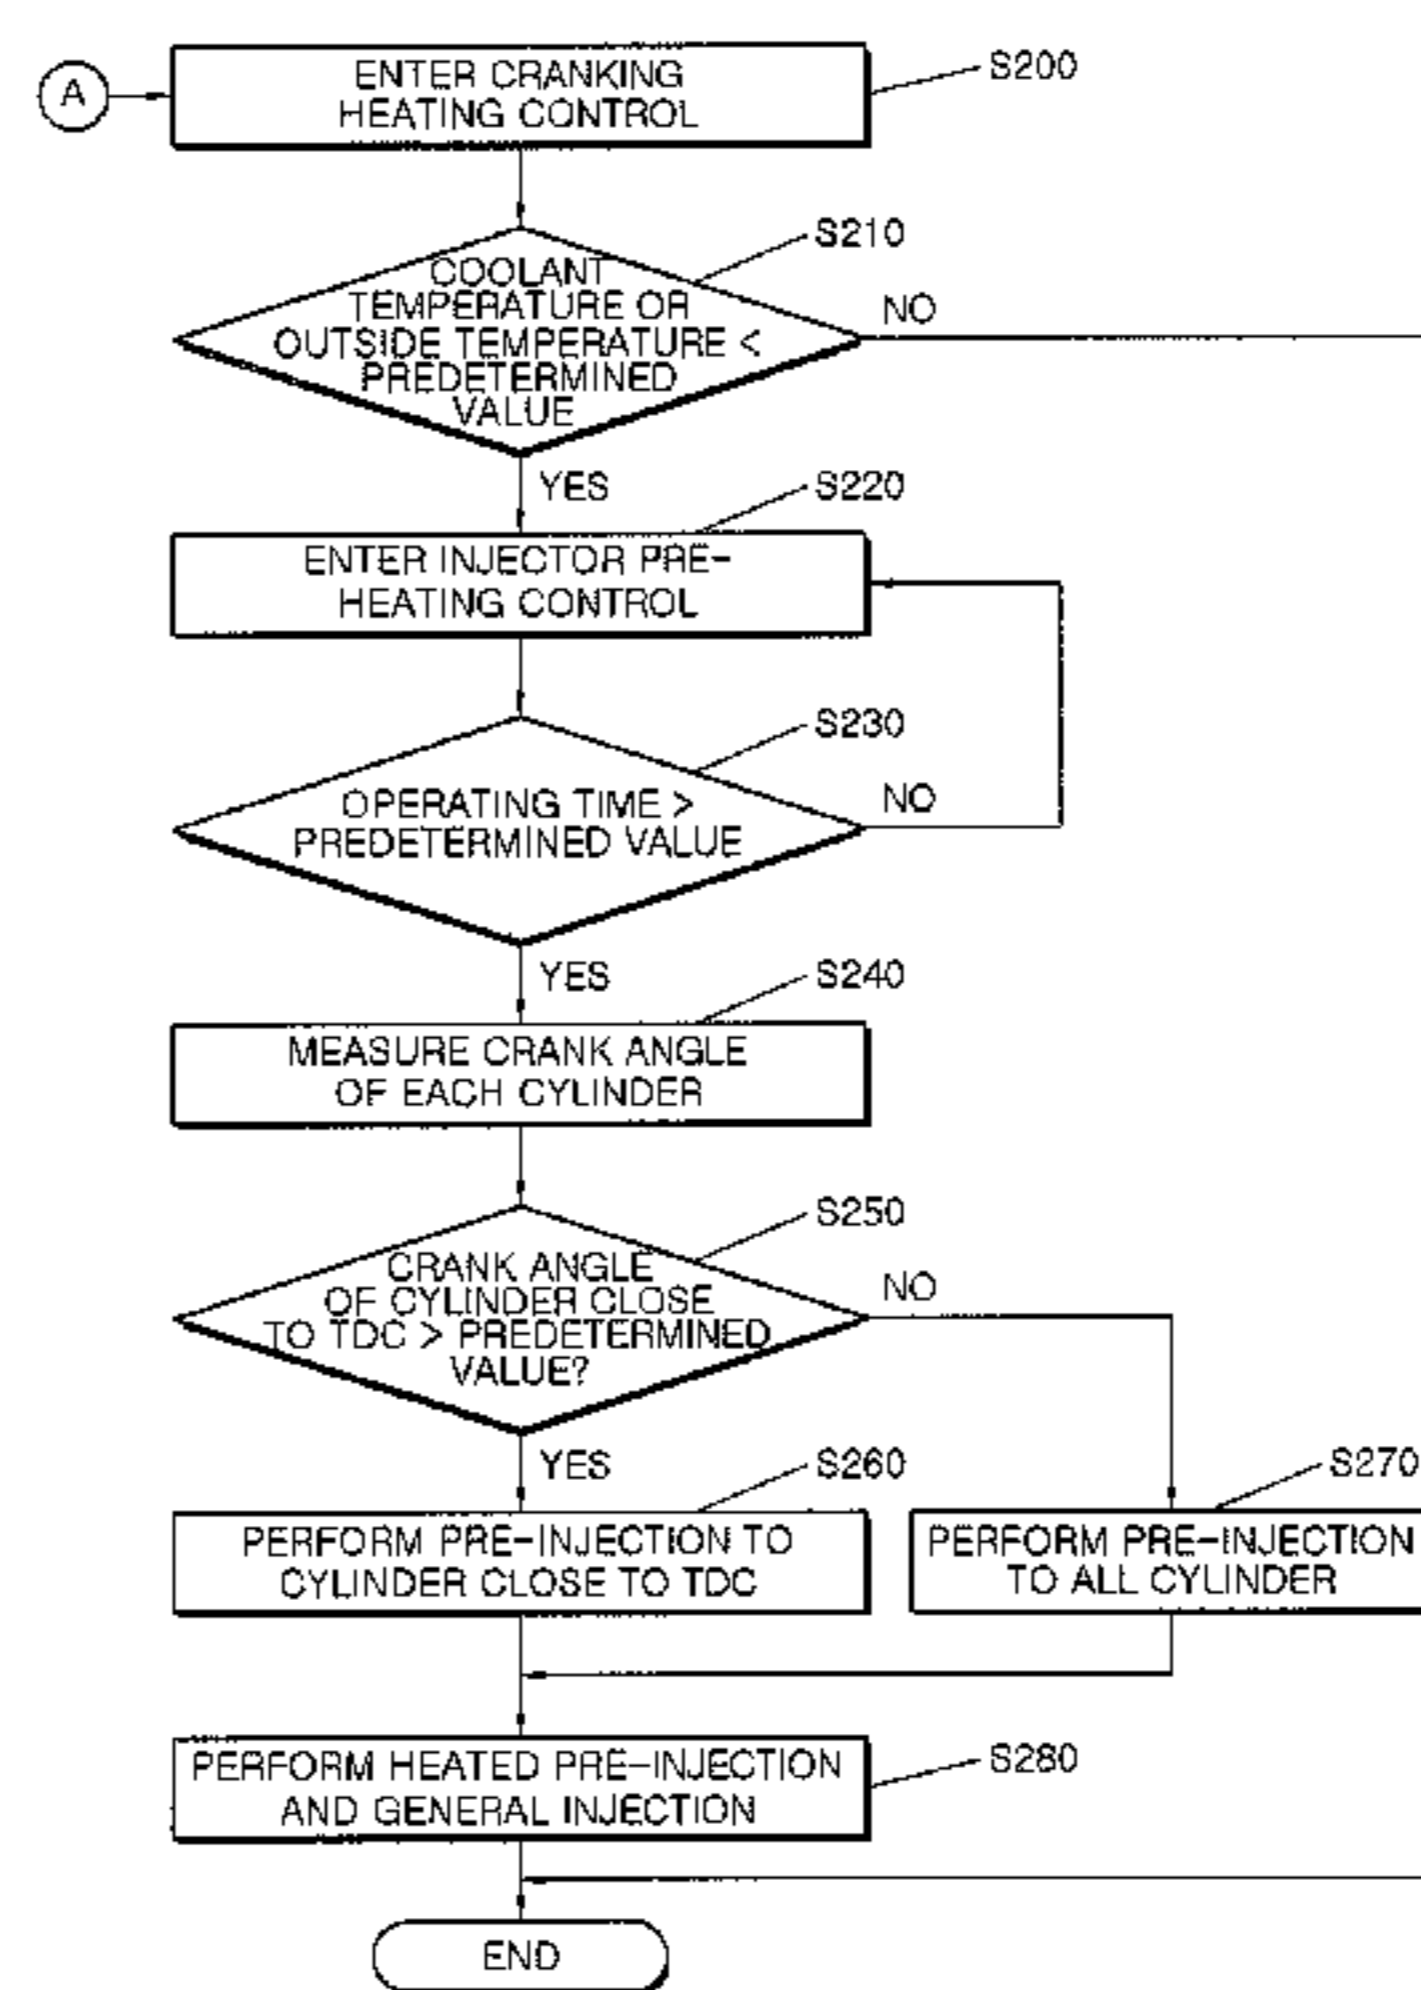 A
ENTER CRANKING
HEATING CONTROL
S200
S210
COOLANT
TEMPERATURE OR
OUTSIDE TEMPERATURE <
PREDETERMINED
VALUE
NO
YES
S220
ENTER INJECTOR PRE-
HEATING CONTROL
S230
OPERATING TIME >
PREDETERMINED VALUE
NO
YES
S240
MEASURE CRANK ANGLE
OF EACH CYLINDER
S250
CRANK ANGLE
OF CYLINDER CLOSE
TO TDC > PREDETERMINED
VALUE?
NO
YES
S260
S270
PERFORM PRE-INJECTION TO
CYLINDER CLOSE TO TDC
PERFORM PRE-INJECTION
TO ALL CYLINDER
PERFORM HEATED PRE-INJECTION
AND GENERAL INJECTION
S280
END